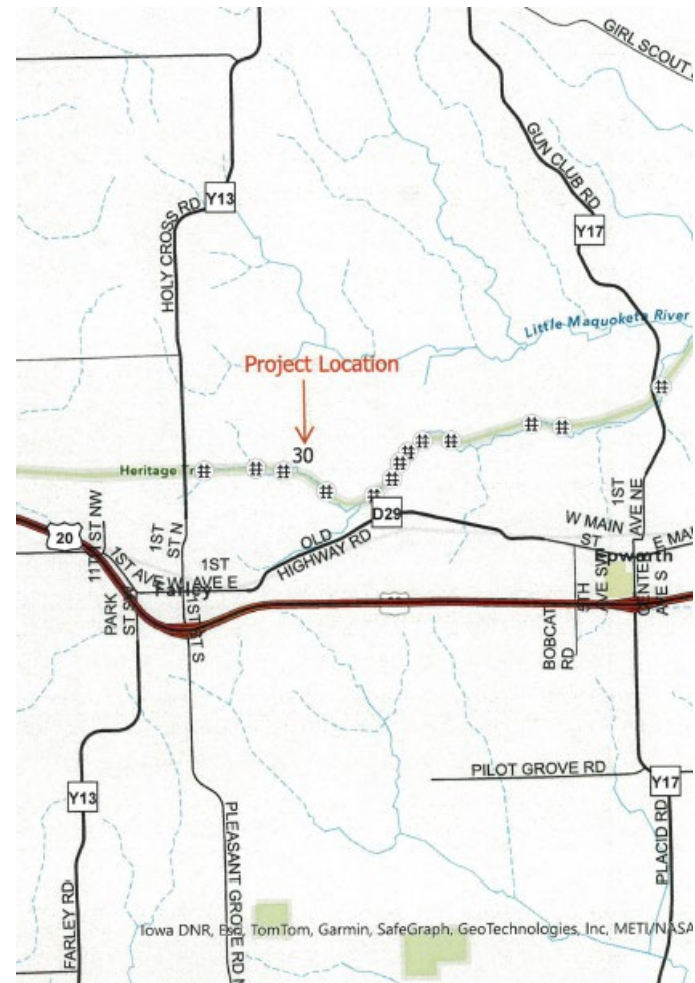 GIRL SCOUT
GUN CLUB RD
Y13
Y17
HOLY CROSS RD
Little Maquoketa River
Project Location
30
Heritage Tr
D29
1ST
AVE NE
11TH
ST NW
1ST
ST N
OLD
HIGHWAY RD
W MAIN
ST
E MAI
20
1ST AVE W
1ST
AVE E
Epworth
Farley
PARK
ST S
1ST ST S
5TH
AVE SW
CENTER
AVE S
BOBCAT
RD
PILOT GROVE RD
Y13
Y17
PLEASANT GROVE RD N
PLACID RD
FARLEY RD
Iowa DNR, Esri, TomTom, Garmin, SafeGraph, GeoTechnologies, Inc, METI/NASA